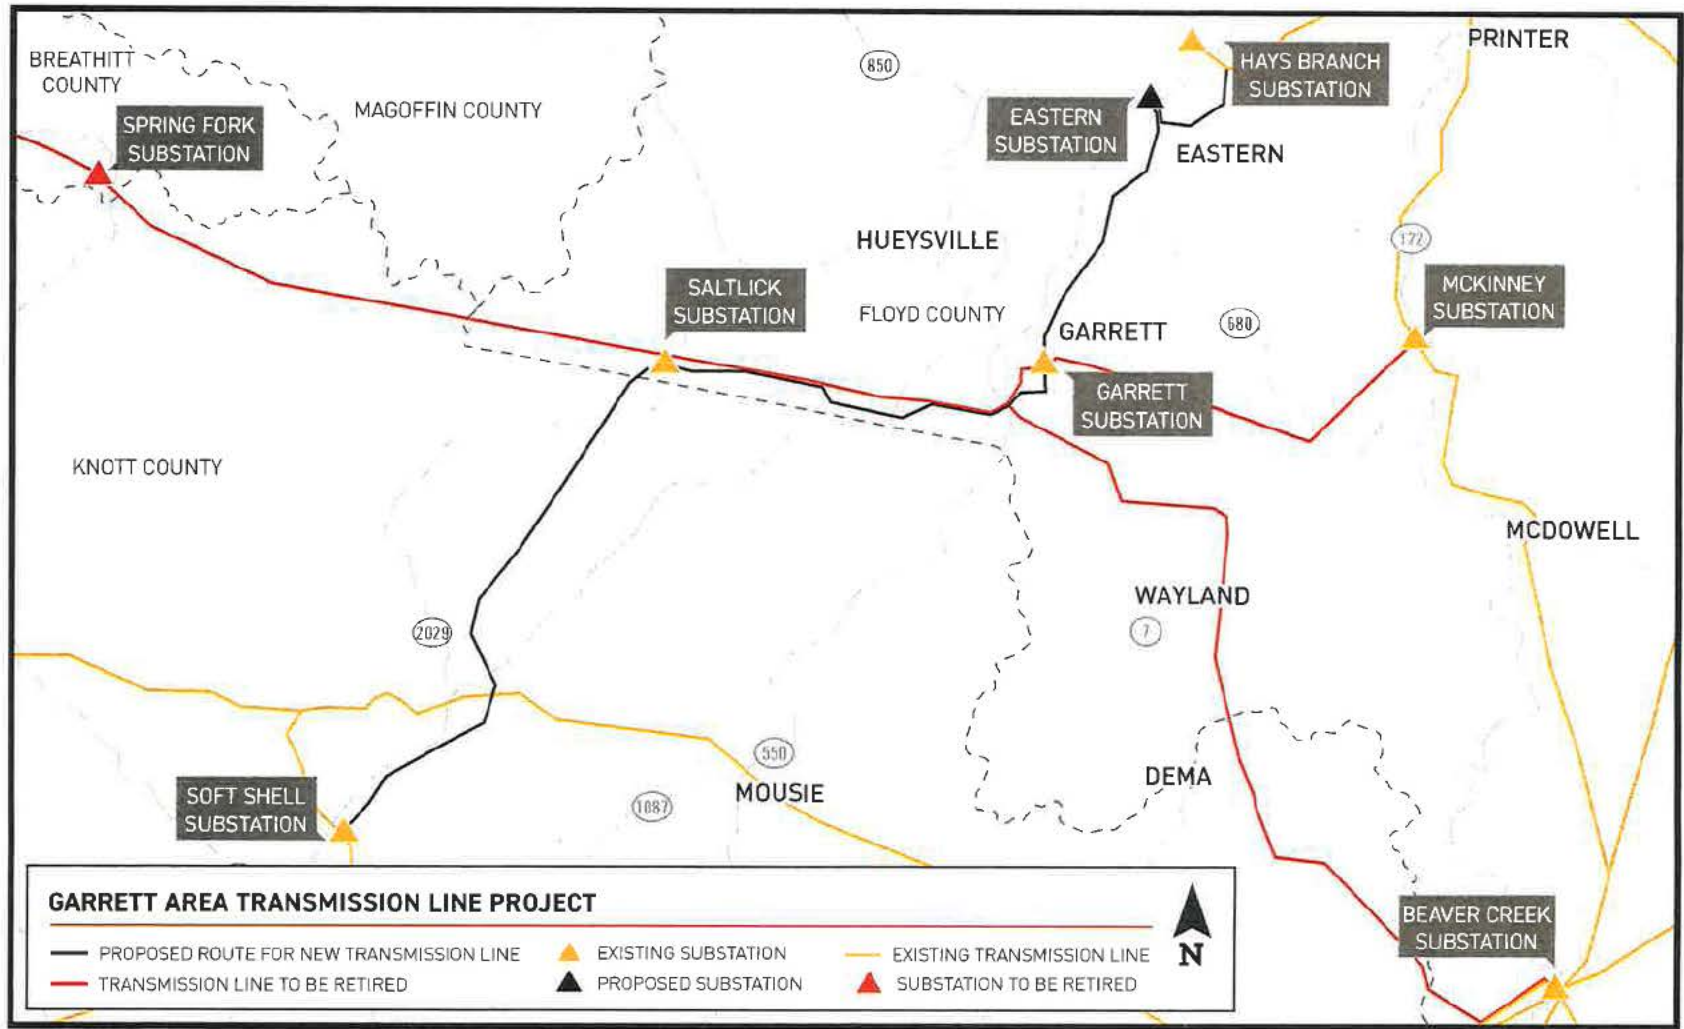 PRINTER
BREATHITT
COUNTY
850
HAYS BRANCH
SUBSTATION
MAGOFFIN COUNTY
SPRING FORK
SUBSTATION
EASTERN
SUBSTATION
EASTERN
HUEYSVILLE
SALTLICK
SUBSTATION
FLOYD COUNTY
MCKINNEY
SUBSTATION
GARRETT
680
GARRETT
SUBSTATION
KNOTT COUNTY
MCDOWELL
WAYLAND
7
2029
550
MOUSIE
DEMA
SOFT SHELL
SUBSTATION
1087
BEAVER CREEK
SUBSTATION
GARRETT AREA TRANSMISSION LINE PROJECT
PROPOSED ROUTE FOR NEW TRANSMISSION LINE
EXISTING SUBSTATION
EXISTING TRANSMISSION LINE
TRANSMISSION LINE TO BE RETIRED
PROPOSED SUBSTATION
SUBSTATION TO BE RETIRED
N